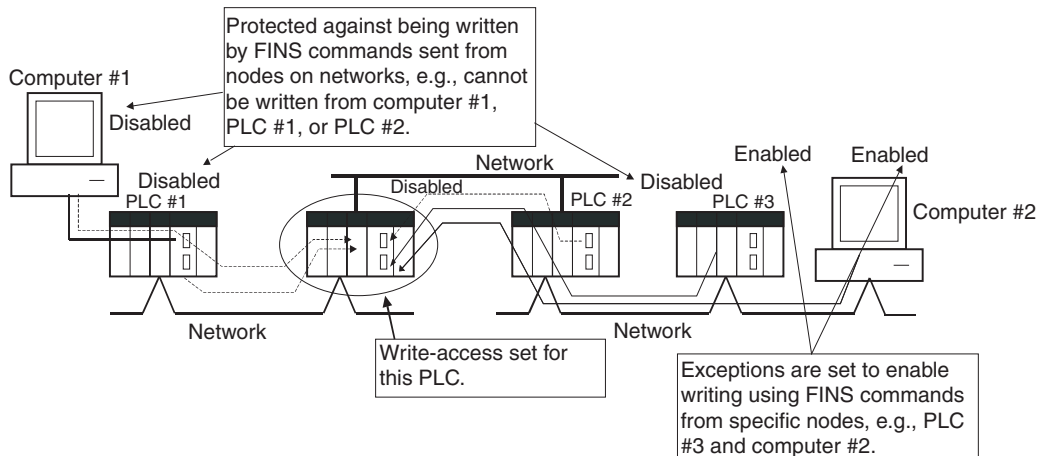 Protected against being written
by FINS commands sent from
nodes on networks, e.g., cannot
be written from computer #1,
PLC #1, or PLC #2.
Computer #1
Disabled
Network
Enabled
Enabled
Disabled
Disabled
Disabled
PLC #1
PLC #2
PLC #3
Computer #2
Network
Network
Write-access set for
this PLC.
Exceptions are set to enable
writing using FINS commands
from specific nodes, e.g., PLC
#3 and computer #2.